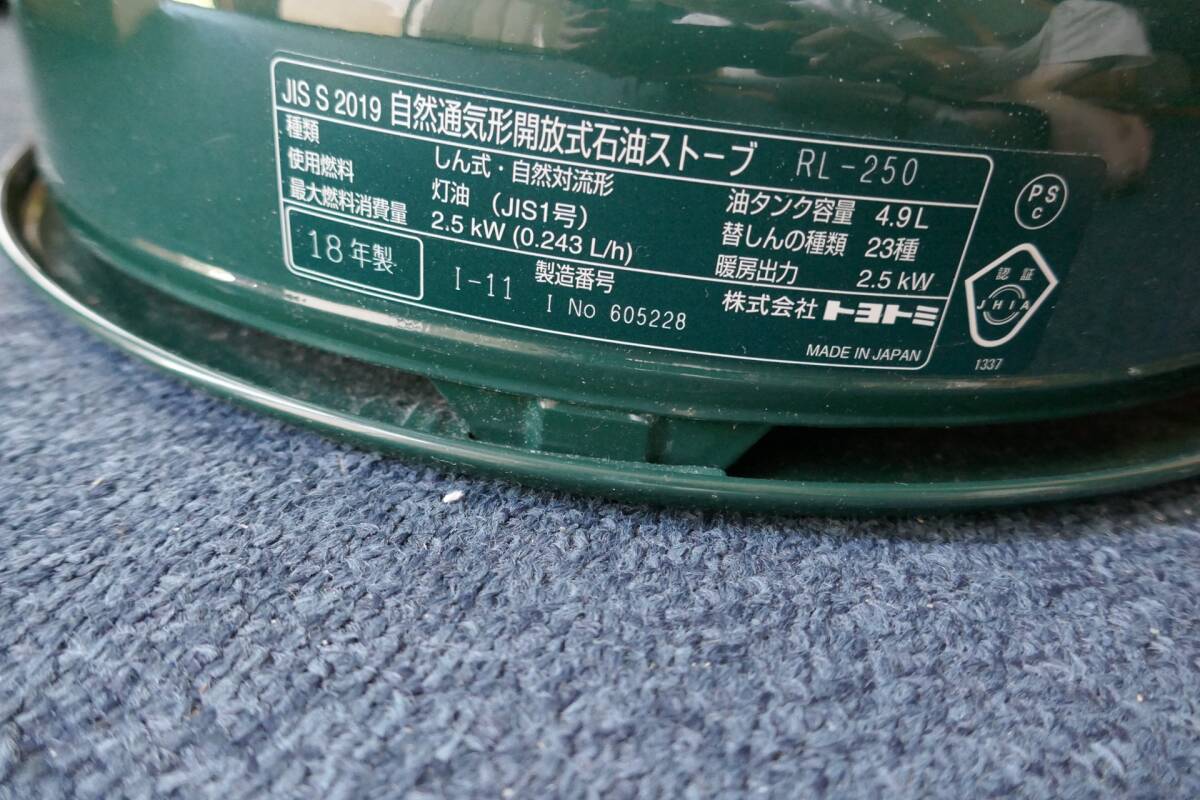 JIS S 2019 自然通気形開放式石油ストーブ RL-250
種類 しん式・自然対流形
使用燃料 灯油 (JIS1号)
最大燃料消費量 2.5 kW (0.243 L/h)
油タンク容量 4.9L
替しんの種類 23種
暖房出力 2.5 kW
18年製
I-11
製造番号
I No 605228
株式会社トヨトミ
MADE IN JAPAN
PS
C
認証
JHIA
1337